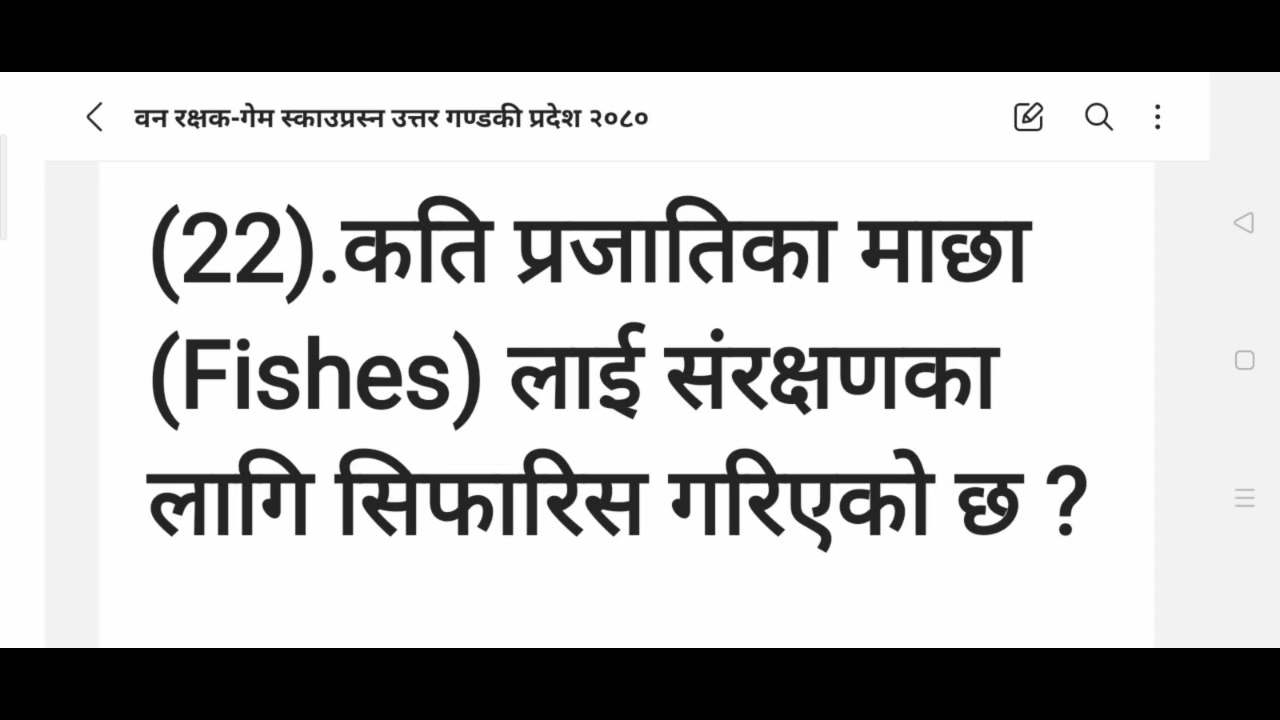 वन रक्षक-गेम स्काउप्रस्न उत्तर गण्डकी प्रदेश २०८०
(22).कति प्रजातिका माछा
(Fishes) लाई संरक्षणका
लागि सिफारिस गरिएको छ ?